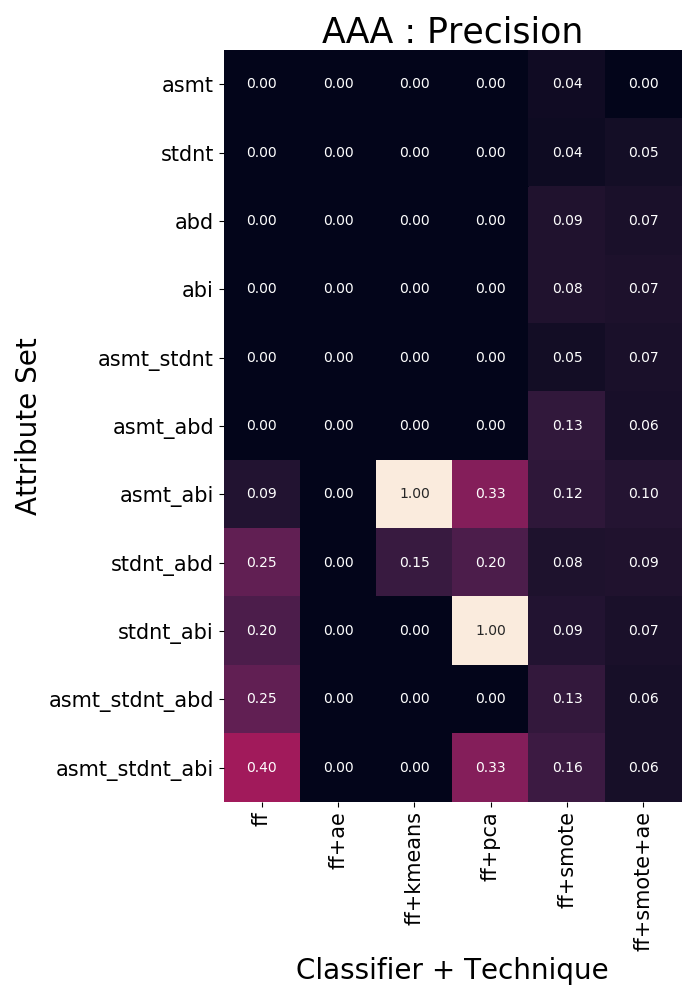 AAA : Precision
Attribute Set
asmt 0.00 0.00 0.00 0.00 0.04 0.00
stdnt 0.00 0.00 0.00 0.00 0.04 0.05
abd 0.00 0.00 0.00 0.00 0.09 0.07
abi 0.00 0.00 0.00 0.00 0.08 0.07
asmt_stdnt 0.00 0.00 0.00 0.00 0.05 0.07
asmt_abd 0.00 0.00 0.00 0.00 0.13 0.06
asmt_abi 0.09 0.00 1.00 0.33 0.12 0.10
stdnt_abd 0.25 0.00 0.15 0.20 0.08 0.09
stdnt_abi 0.20 0.00 0.00 1.00 0.09 0.07
asmt_stdnt_abd 0.25 0.00 0.00 0.00 0.13 0.06
asmt_stdnt_abi 0.40 0.00 0.00 0.33 0.16 0.06
ff ff+ae ff+kmeans ff+pca ff+smote ff+smote+ae
Classifier + Technique